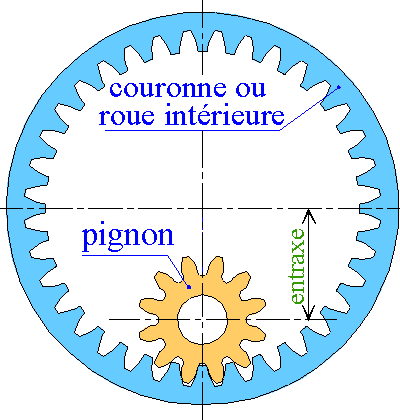 couronne ou
roue intérieure
pignon
entraxe